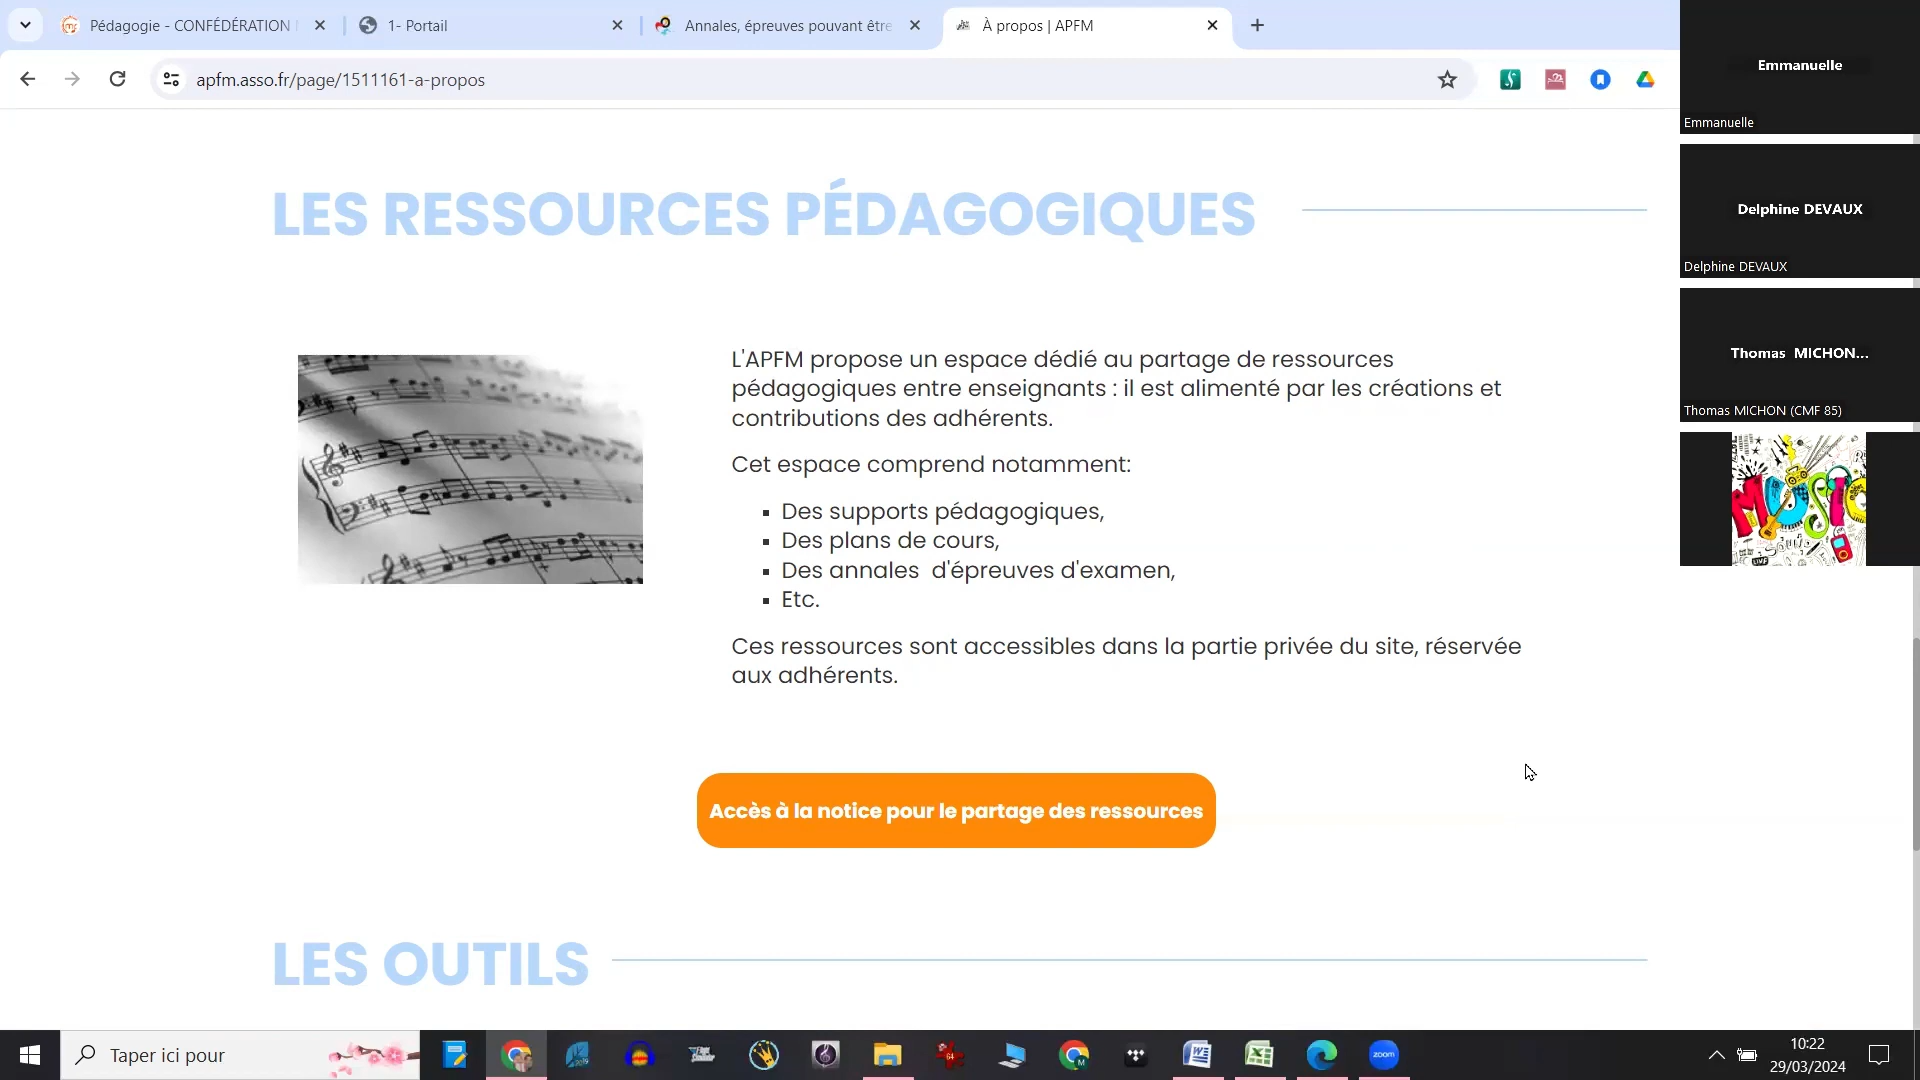 Pédagogie - CONFÉDÉRATION
1- Portail
Annales, épreuves pouvant être
À propos | APFM
apfm.asso.fr/page/1511161-a-propos
Emmanuelle
Emmanuelle
Delphine DEVAUX
Delphine DEVAUX
Thomas MICHON...
Thomas MICHON (CMF 85)
MUSIC
LES RESSOURCES PÉDAGOGIQUES
L'APFM propose un espace dédié au partage de ressources
pédagogiques entre enseignants : il est alimenté par les créations et
contributions des adhérents.
Cet espace comprend notamment:
Des supports pédagogiques,
Des plans de cours,
Des annales d'épreuves d'examen,
Etc.
Ces ressources sont accessibles dans la partie privée du site, réservée
aux adhérents.
Accès à la notice pour le partage des ressources
LES OUTILS
Taper ici pour
zoom
10:22
29/03/2024